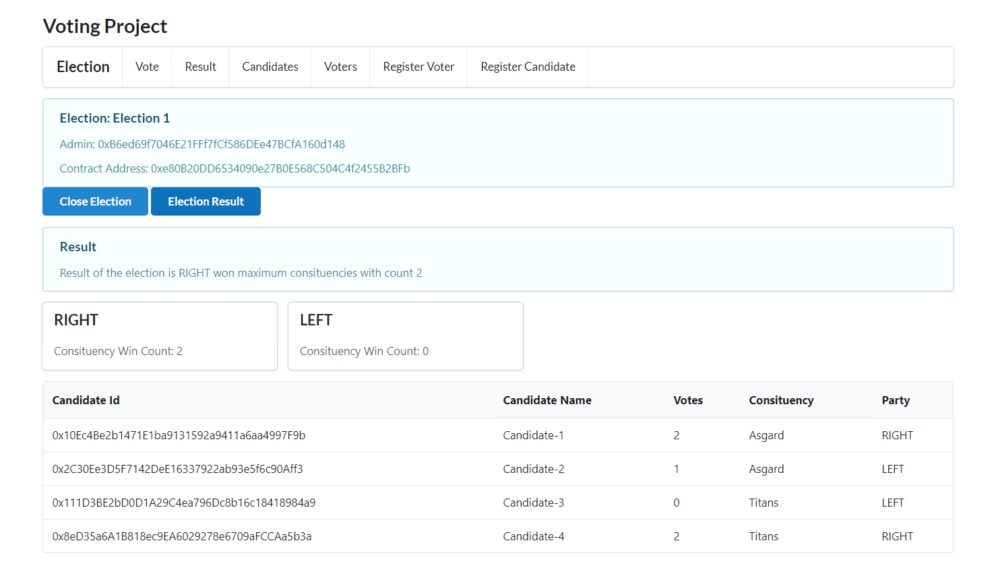 Voting Project
Election Vote Result Candidates Voters Register Voter Register Candidate
Election: Election 1
Admin: 0xB6ed69f7046E21FFf7fCf586DEe47BCfA160d148
Contract Address: 0xe80B20DD6534090e27B0E568C504C4f2455B2BFb
Close Election Election Result
Result
Result of the election is RIGHT won maximum consituencies with count 2
RIGHT LEFT
Consituency Win Count: 2 Consituency Win Count: 0
Candidate Id Candidate Name Votes Consituency Party
0x10Ec4Be2b1471E1ba9131592a9411a6aa4997F9b Candidate-1 2 Asgard RIGHT
0x2C30Ee3D5F7142DeE16337922ab93e5f6c90Aff3 Candidate-2 1 Asgard LEFT
0x111D3BE2bD0D1A29C4ea796Dc8b16c18418984a9 Candidate-3 0 Titans LEFT
0x8eD35a6A1B818ec9EA6029278e6709aFCCAa5b3a Candidate-4 2 Titans RIGHT